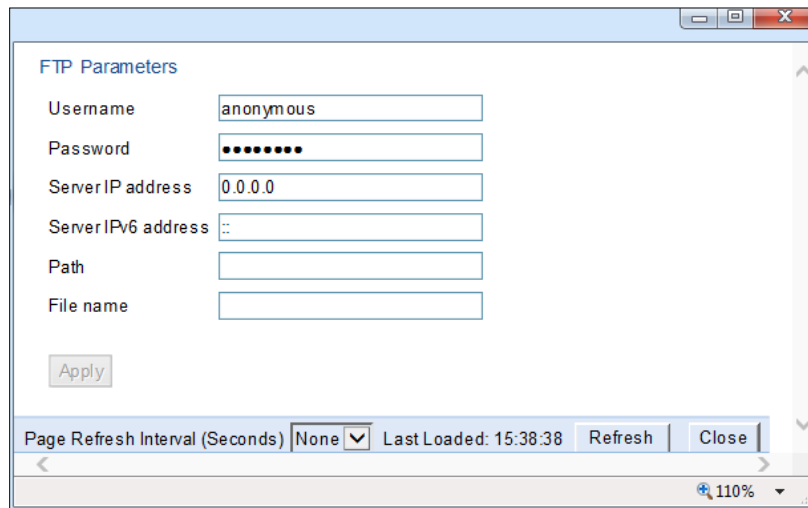 FTP Parameters
Username anonymous
Password ••••••••
Server IP address 0.0.0.0
Server IPv6 address ::
Path
File name
Apply
Page Refresh Interval (Seconds) None Last Loaded: 15:38:38 Refresh Close
110%